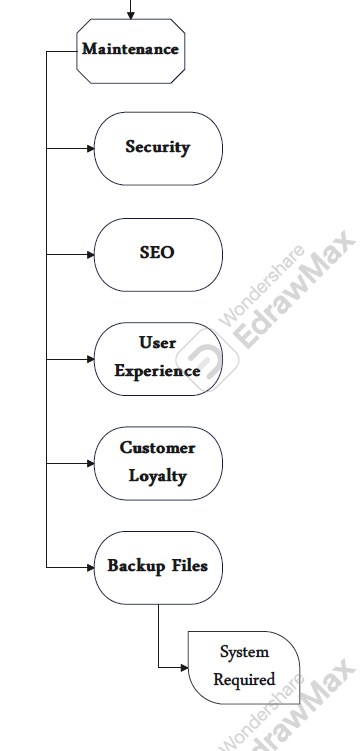 Maintenance
Security
SEO
Wondershare
EdrawMax
User
Experience
Customer
Loyalty
Backup Files
System
Required
Wondershare
EdrawMax